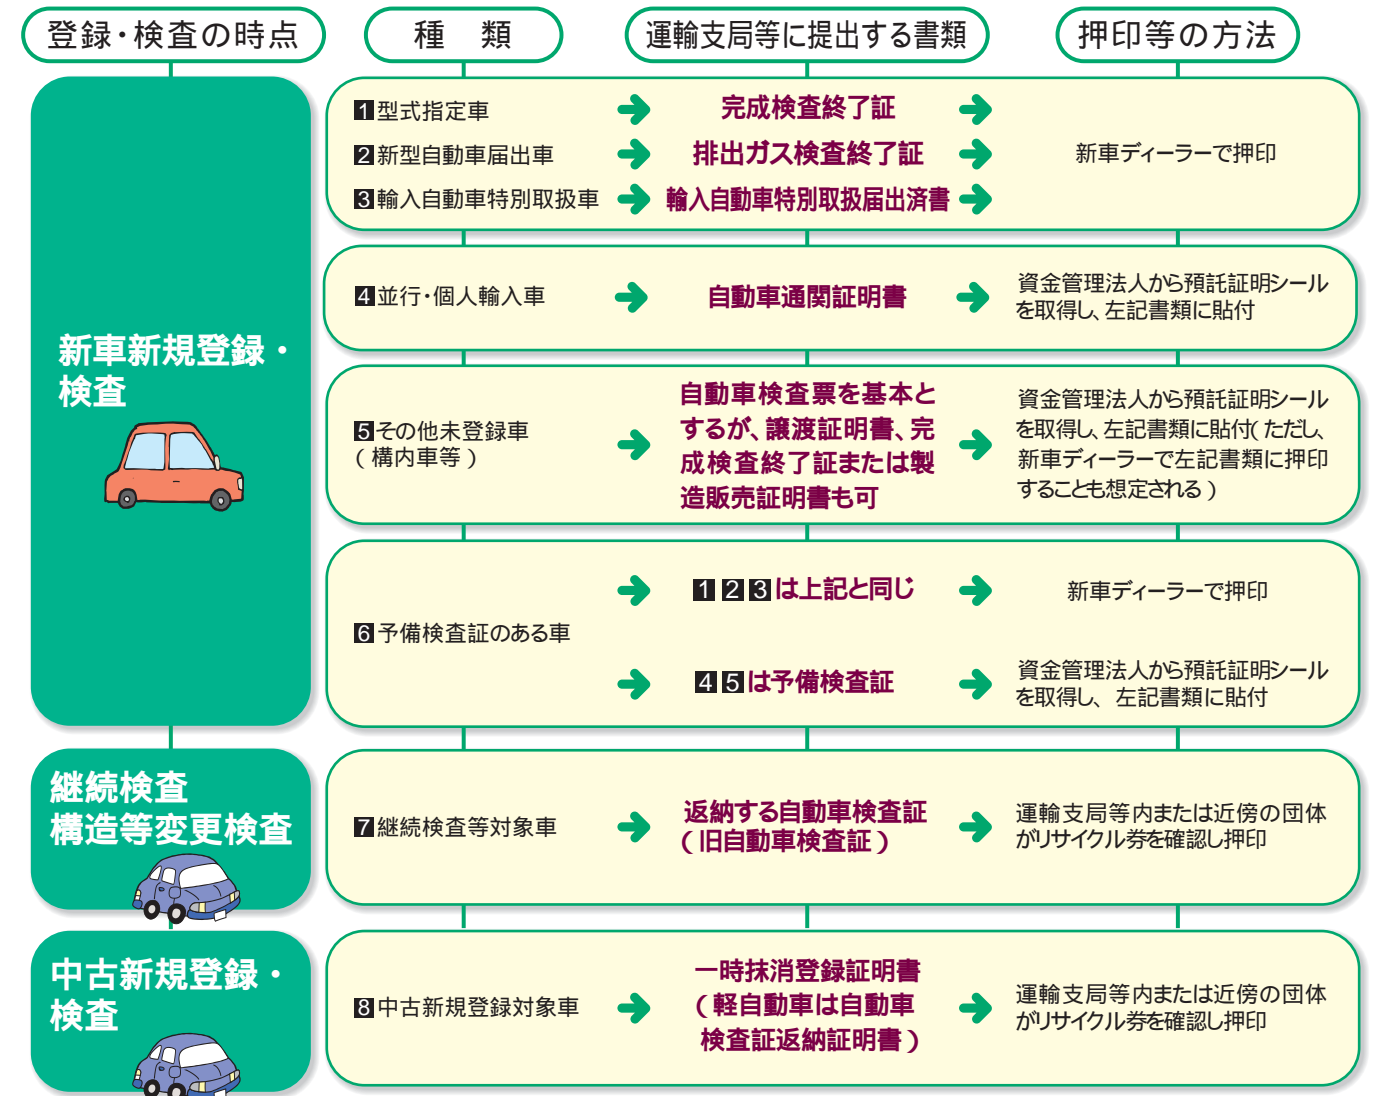 登録・検査の時点
種 類
運輸支局等に提出する書類
押印等の方法
新車新規登録・
検査
1型式指定車
完成検査終了証
2新型自動車届出車
排出ガス検査終了証
新車ディーラーで押印
3輸入自動車特別取扱車
輸入自動車特別取扱届出済書
4並行・個人輸入車
自動車通関証明書
資金管理法人から預託証明シール
を取得し、左記書類に貼付
5その他未登録車
(構内車等)
自動車検査票を基本と
するが、譲渡証明書、完
成検査終了証または製
造販売証明書も可
資金管理法人から預託証明シール
を取得し、左記書類に貼付(ただし、
新車ディーラーで左記書類に押印
することも想定される)
6予備検査証のある車
1 2 3は上記と同じ
新車ディーラーで押印
4 5は予備検査証
資金管理法人から預託証明シール
を取得し、左記書類に貼付
継続検査
構造等変更検査
7継続検査等対象車
返納する自動車検査証
(旧自動車検査証)
運輸支局等内または近傍の団体
がリサイクル券を確認し押印
中古新規登録・
検査
8中古新規登録対象車
一時抹消登録証明書
(軽自動車は自動車
検査証返納証明書)
運輸支局等内または近傍の団体
がリサイクル券を確認し押印